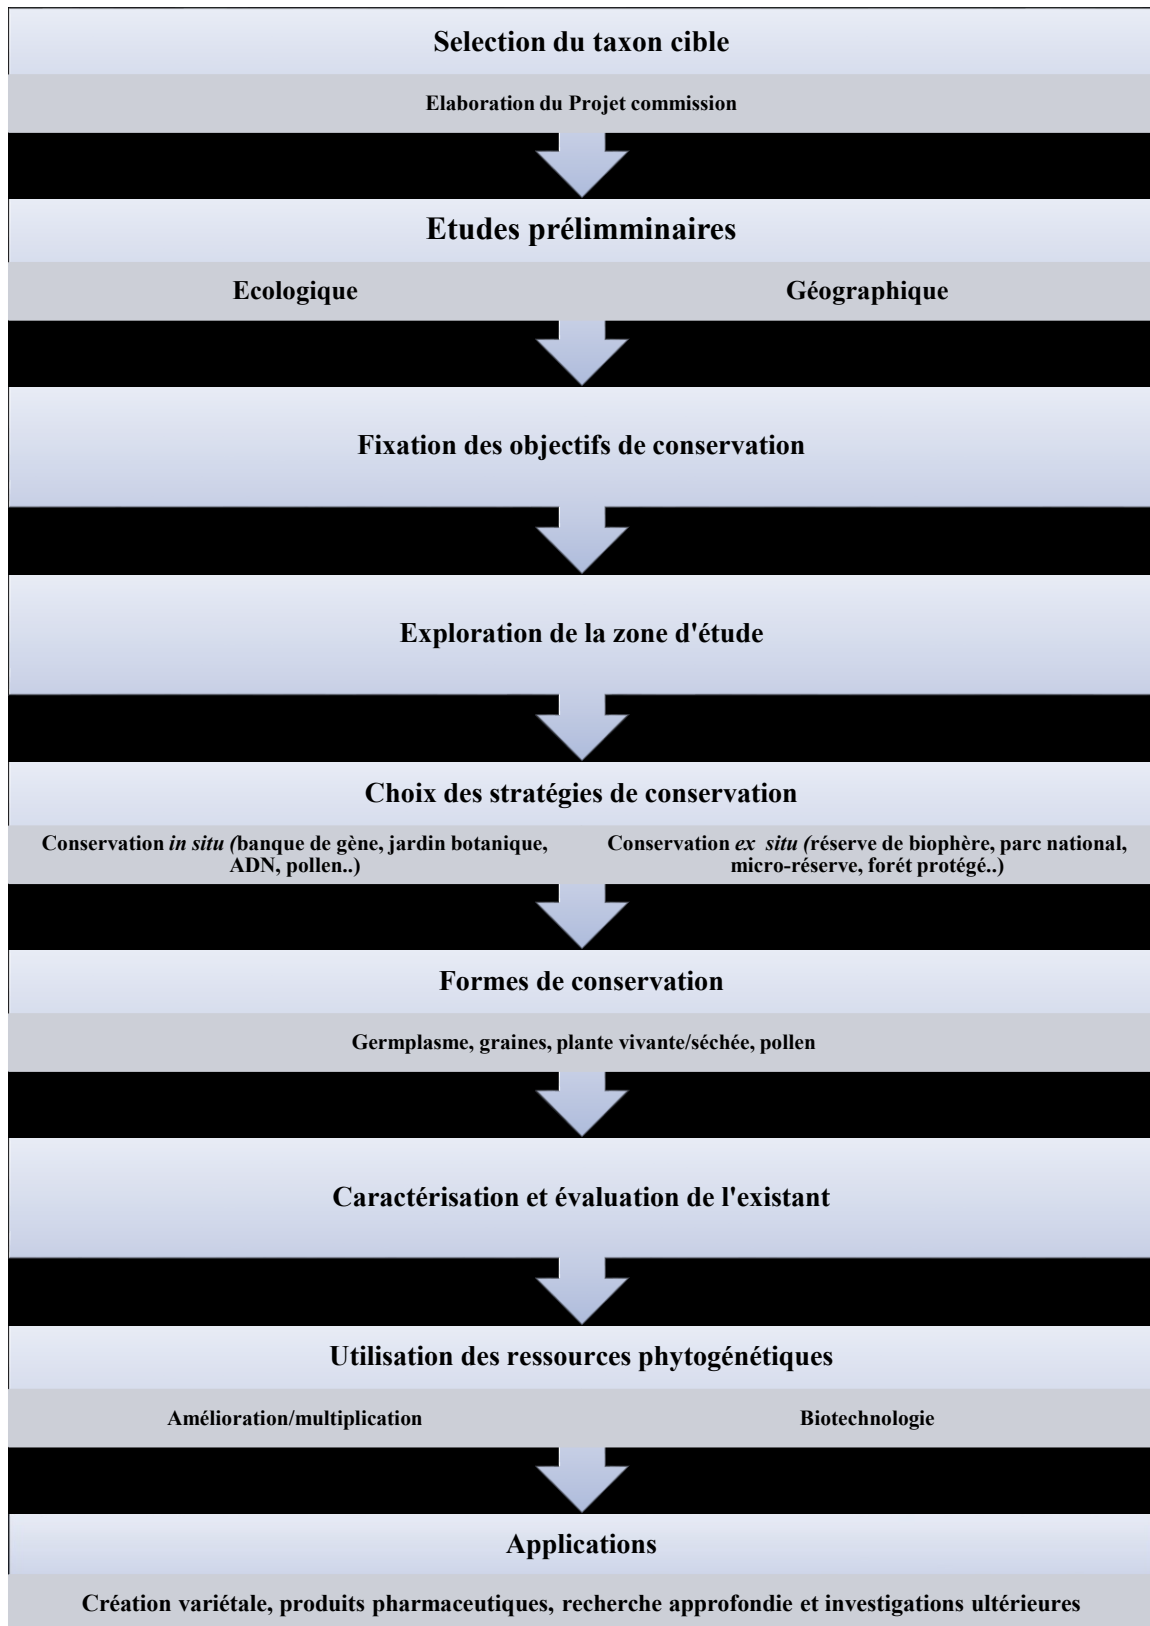 Selection du taxon cible
Elaboration du Projet commission
Etudes prélimminaires
Ecologique
Géographique
Fixation des objectifs de conservation
Exploration de la zone d'étude
Choix des stratégies de conservation
Conservation in situ (banque de gène, jardin botanique,
ADN, pollen..)
Conservation ex  situ (réserve de biophère, parc national,
micro-réserve, forét protégé..)
Formes de conservation
Germplasme, graines, plante vivante/séchée, pollen
Caractérisation et évaluation de l'existant
Utilisation des ressources phytogénétiques
Amélioration/multiplication
Biotechnologie
Applications
Création variétale, produits pharmaceutiques, recherche approfondie et investigations ultérieures